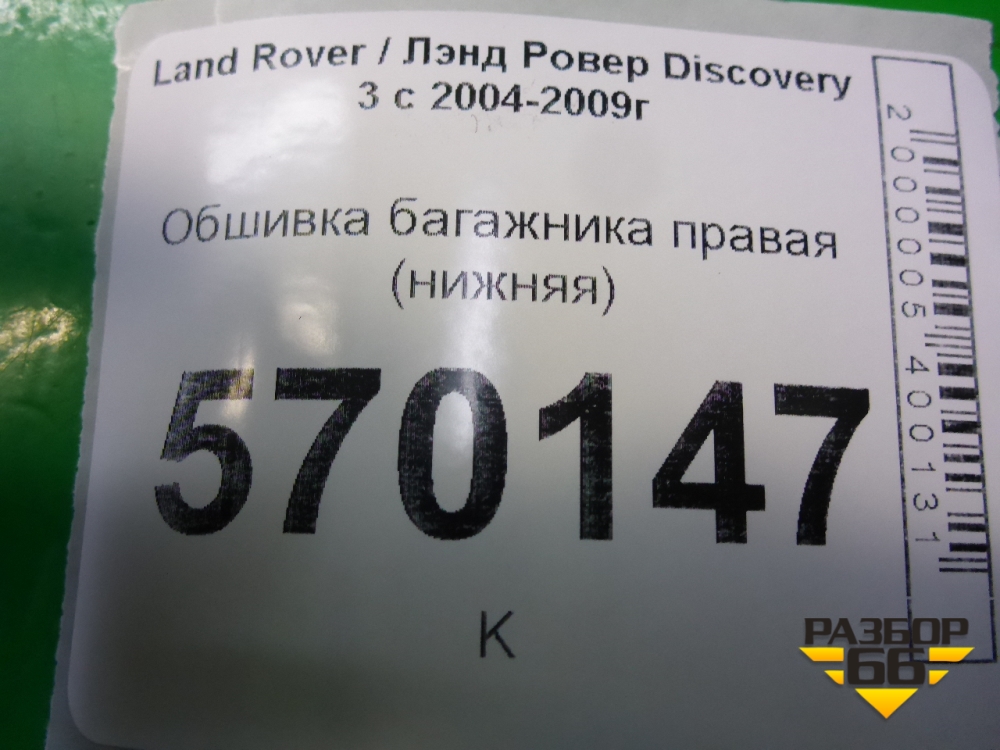 Land Rover / Лэнд Ровер Discovery
3 с 2004-2009г
Обшивка багажника правая
(нижняя)
570147
К
2000005400131
РАЗБОР
66